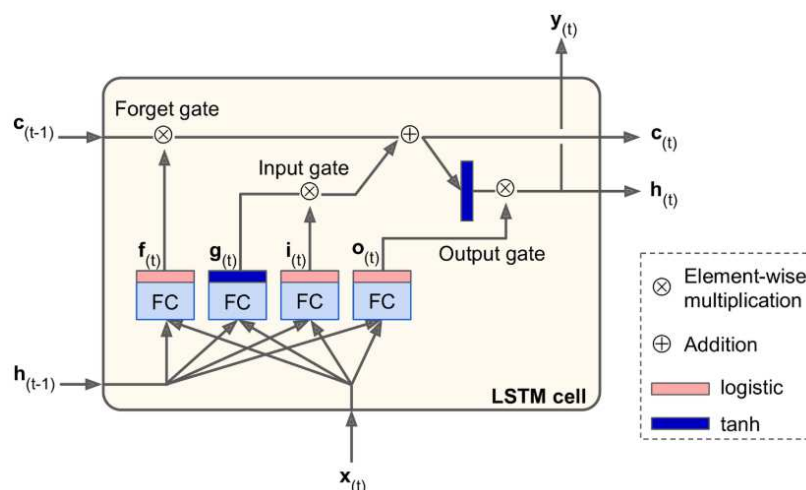 y(t)
Forget gate
c(t-1)
c(t)
Input gate
h(t)
f(t)
g(t)
i(t)
o(t)
Output gate
FC
FC
FC
FC
Element-wise
multiplication
Addition
h(t-1)
LSTM cell
logistic
tanh
x(t)